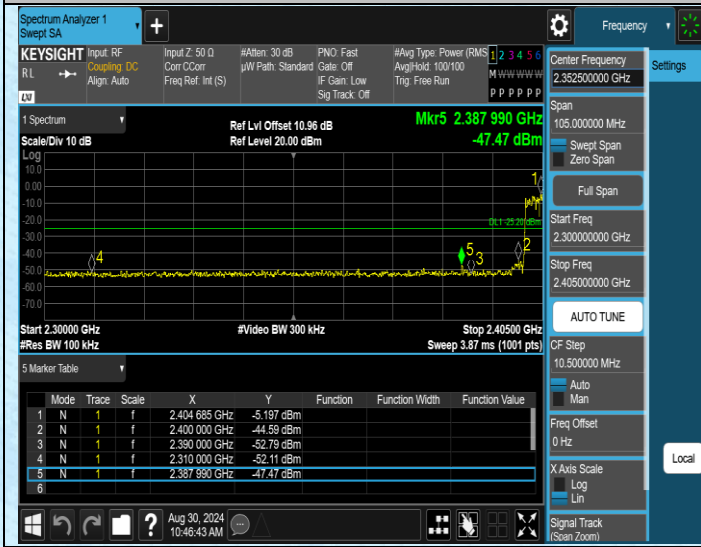 Spectrum Analyzer 1
Swept SA
Frequency
KEYSIGHT
RL
LXI
Input: RF
Coupling: DC
Align: Auto
Input Z: 50 Ω
Corr CCorr
Freq Ref: Int (S)
#Atten: 30 dB
µW Path: Standard
PNO: Fast
Gate: Off
IF Gain: Low
Sig Track: Off
#Avg Type: Power (RMS
Avg|Hold: 100/100
Trig: Free Run
1 2 3 4 5 6
M W W W W W
P P P P P P
1 Spectrum
Scale/Div 10 dB
Log
Ref Lvl Offset 10.96 dB
Ref Level 20.00 dBm
Mkr5 2.387 990 GHz
-47.47 dBm
10.0
0.00
-10.0
-20.0
-30.0
-40.0
-50.0
-60.0
-70.0
DL1 -25.20 dBm
1
2
3
4
5
Start 2.30000 GHz
#Res BW 100 kHz
#Video BW 300 kHz
Stop 2.40500 GHz
Sweep 3.87 ms (1001 pts)
5 Marker Table
Mode Trace Scale X Y Function Function Width Function Value
1 N 1 f 2.404 685 GHz -5.197 dBm
2 N 1 f 2.400 000 GHz -44.59 dBm
3 N 1 f 2.390 000 GHz -52.79 dBm
4 N 1 f 2.310 000 GHz -52.11 dBm
5 N 1 f 2.387 990 GHz -47.47 dBm
6
?
Aug 30, 2024
10:46:43 AM
Center Frequency
2.352500000 GHz
Span
105.000000 MHz
Swept Span
Zero Span
Full Span
Start Freq
2.300000000 GHz
Stop Freq
2.405000000 GHz
AUTO TUNE
CF Step
10.500000 MHz
Auto
Man
Freq Offset
0 Hz
X Axis Scale
Log
Lin
Signal Track
(Span Zoom)
Settings
Local